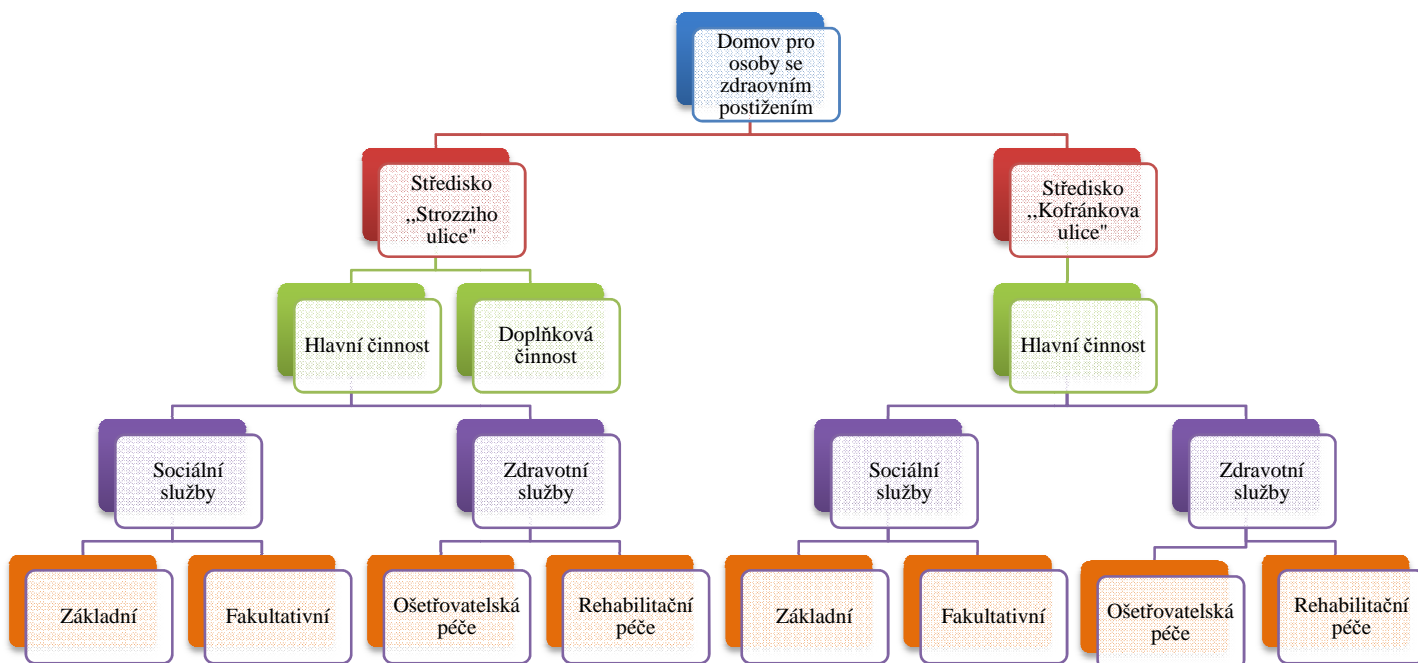 Domov pro
osoby se
zdraovním
postižením
Středisko
,,Strozziho
ulice"
Středisko
,,Kofránkova
ulice"
Hlavní činnost
Doplňková
činnost
Hlavní činnost
Sociální
služby
Zdravotní
služby
Sociální
služby
Zdravotní
služby
Základní
Fakultativní
Ošetřovatelská
péče
Rehabilitační
péče
Základní
Fakultativní
Ošetřovatelská
péče
Rehabilitační
péče